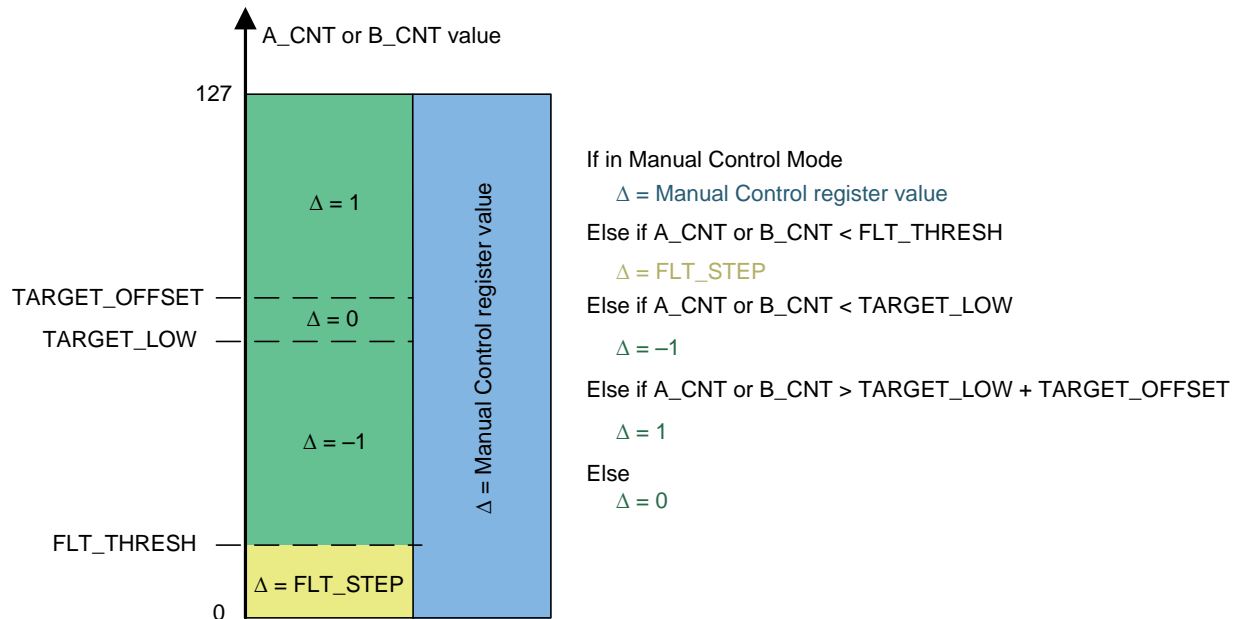 A_CNT or B_CNT value
127
Δ = 1
TARGET_OFFSET
Δ = 0
TARGET_LOW
Δ = –1
FLT_THRESH
Δ = FLT_STEP
0
Δ = Manual Control register value
If in Manual Control Mode
Δ = Manual Control register value
Else if A_CNT or B_CNT < FLT_THRESH
Δ = FLT_STEP
Else if A_CNT or B_CNT < TARGET_LOW
Δ = –1
Else if A_CNT or B_CNT > TARGET_LOW + TARGET_OFFSET
Δ = 1
Else
Δ = 0